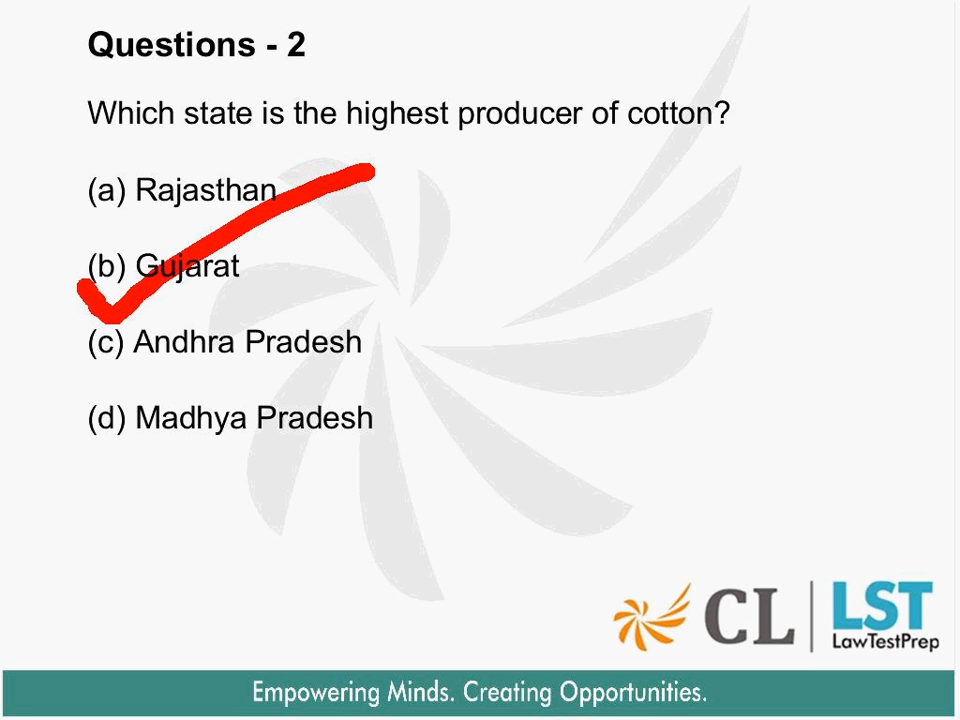 Questions - 2
Which state is the highest producer of cotton?
(a) Rajasthan
(b) Gujarat
(c) Andhra Pradesh
(d) Madhya Pradesh
CL LST
LawTestPrep
Empowering Minds. Creating Opportunities.